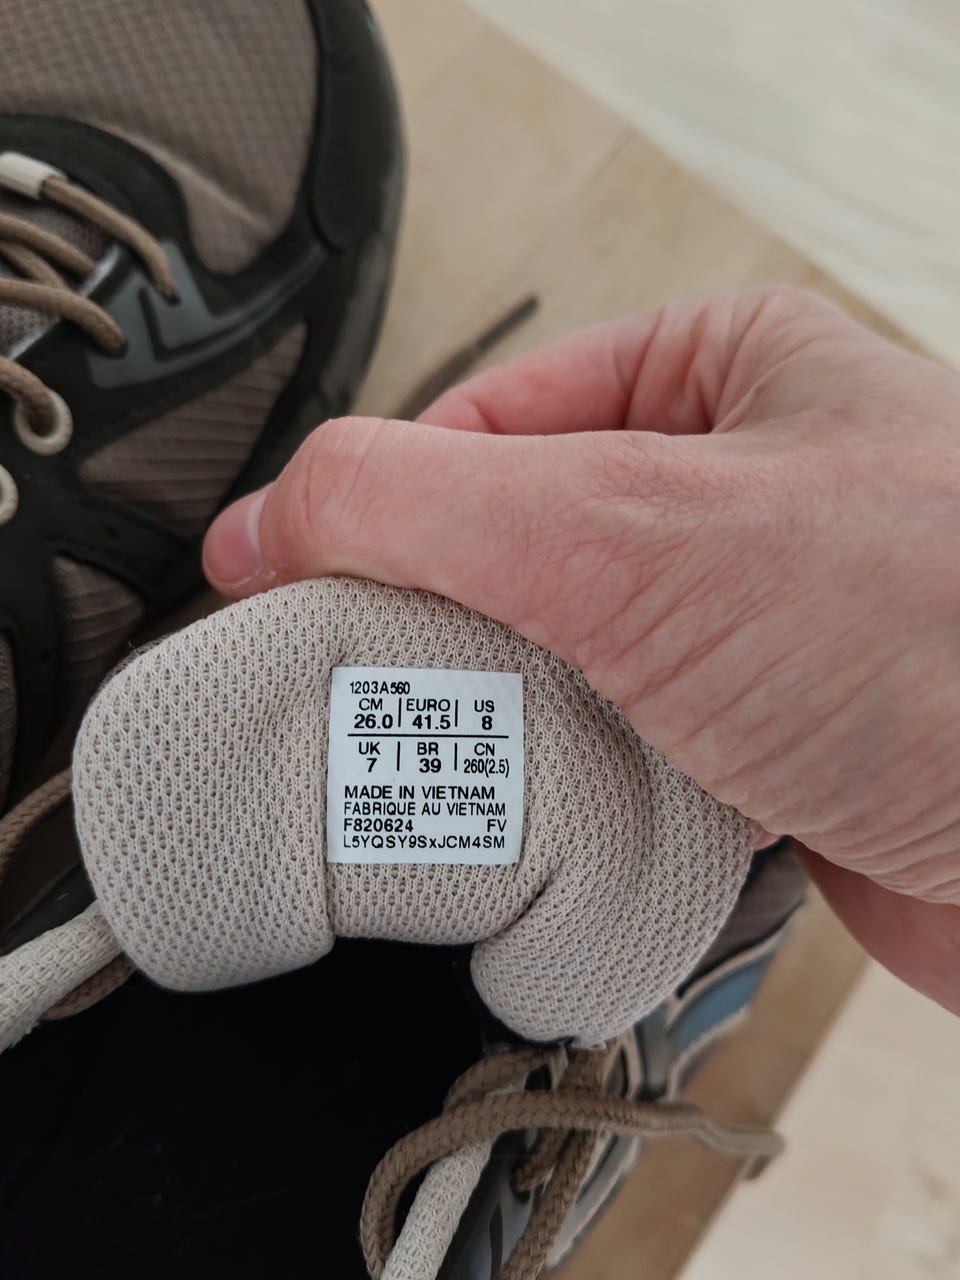 1203A560
CM | EURO | US
26.0 | 41.5 | 8
UK | BR | CN
7 | 39 | 260(2.5)
MADE IN VIETNAM
FABRIQUE AU VIETNAM
F820624 FV
L5YQSY9SxJCM4SM